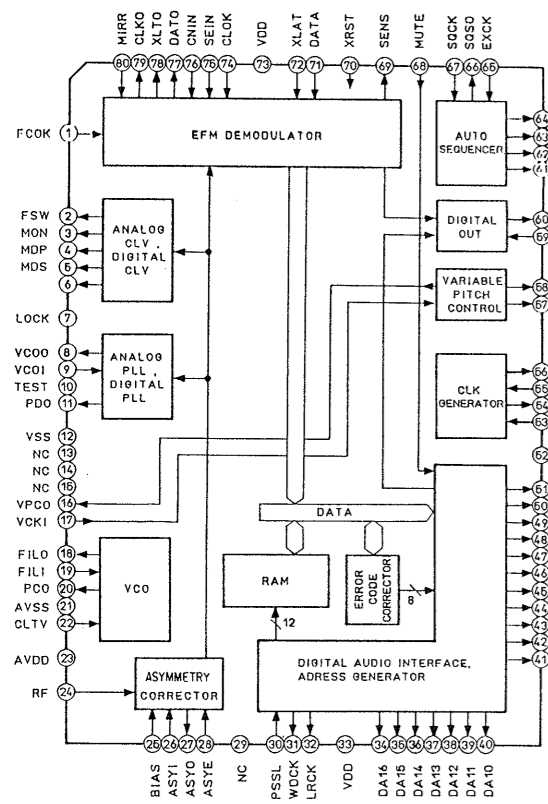 MIRR CLKO XLTO DATO CNIN SEIN CLOK VDD XLAT DATA XRST SENS MUTE SQCK SQSO EXCK
80 79 78 77 76 75 74 73 72 71 70 69 68 67 66 65
FCOK 1
EFM DEMODULATOR
AUTO
SEQUENCER
64
63
62
61
FSW 2
MON 3
MDP 4
MDS 5
6
ANALOG
CLV,
DIGITAL
CLV
DIGITAL
OUT
60
59
VARIABLE
PITCH
CONTROL
58
57
LOCK 7
VCOO 8
VCOI 9
TEST 10
PDO 11
ANALOG
PLL,
DIGITAL
PLL
CLK
GENERATOR
56
55
54
53
VSS 12
NC 13
NC 14
NC 15
VPCO 16
VCKI 17
52
51
50
49
48
47
46
45
44
43
42
41
DATA
FILO 18
FILI 19
PCO 20
AVSS 21
CLTV 22
VCO
RAM
12
ERROR
CODE
CORRECTOR
8
AVDD 23
RF 24
ASYMMETRY
CORRECTOR
DIGITAL AUDIO INTERFACE,
ADRESS GENERATOR
25 26 27 28 29 30 31 32 33 34 35 36 37 38 39 40
BIAS ASYI ASYO ASYE NC PSSL WDCK LRCK VDD DA16 DA15 DA14 DA13 DA12 DA11 DA10